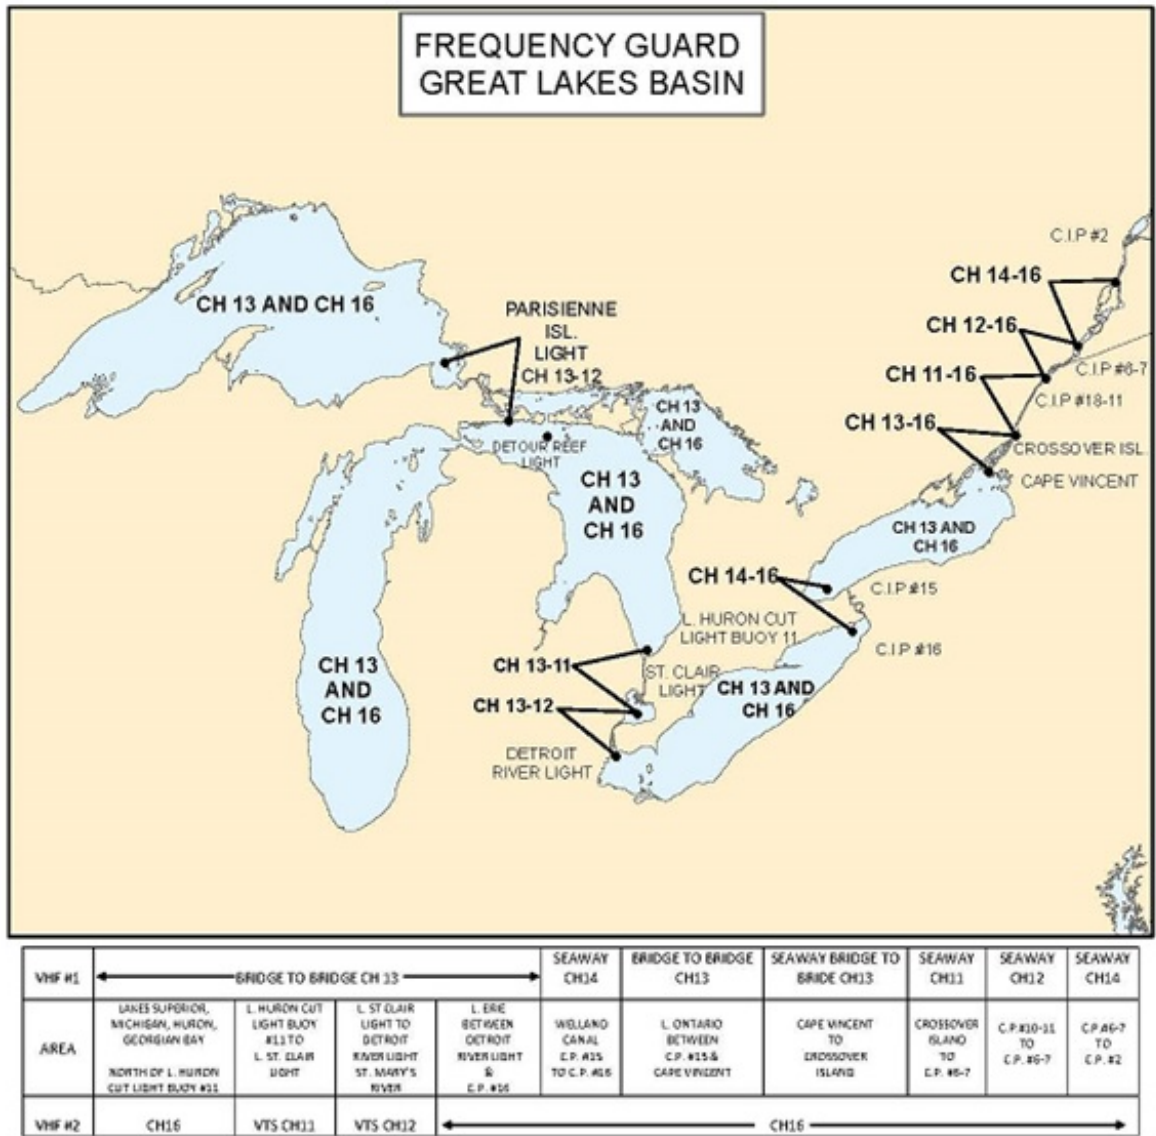 FREQUENCY GUARD
GREAT LAKES BASIN
C.I.P #2
CH 14-16
CH 13 AND CH 16
PARISIENNE
ISL.
LIGHT
CH 13-12
CH 12-16
C.I.P #6-7
CH 11-16
C.I.P #18-11
CH 13
AND
CH 16
CH 13-16
DETOUR REEF
LIGHT
CROSSOVER ISL.
CAPE VINCENT
CH 13
AND
CH 16
CH 13 AND
CH 16
CH 14-16
C.I.P #15
L. HURON CUT
LIGHT BUOY 11
C.I.P #16
CH 13-11
ST. CLAIR
LIGHT
CH 13
AND
CH 16
CH 13 AND
CH 16
CH 13-12
DETROIT
RIVER LIGHT
VHF #1
BRIDGE TO BRIDGE CH 13
SEAWAY
CH14
BRIDGE TO BRIDGE
CH13
SEAWAY BRIDGE TO
BRIDE CH13
SEAWAY
CH11
SEAWAY
CH12
SEAWAY
CH14
AREA
LAKES SUPERIOR,
MICHIGAN, HURON,
GEORGIAN BAY
NORTH OF L. HURON
CUT LIGHT BUOY #11
L. HURON CUT
LIGHT BUOY
#11 TO
L. ST. CLAIR
LIGHT
L. ST CLAIR
LIGHT TO
DETROIT
RIVER LIGHT
ST. MARY'S
RIVER
L. ERIE
BETWEEN
DETROIT
RIVER LIGHT
&
C.P. #16
WELLAND
CANAL
C.P. #15
TO C.P. #16
L. ONTARIO
BETWEEN
C.P. #15 &
CAPE VINCENT
CAPE VINCENT
TO
CROSSOVER
ISLAND
CROSSOVER
ISLAND
TO
C.P. #6-7
C.P.#10-11
TO
C.P. #6-7
C.P.#6-7
TO
C.P. #2
VHF #2
CH16
VTS CH11
VTS CH12
CH16